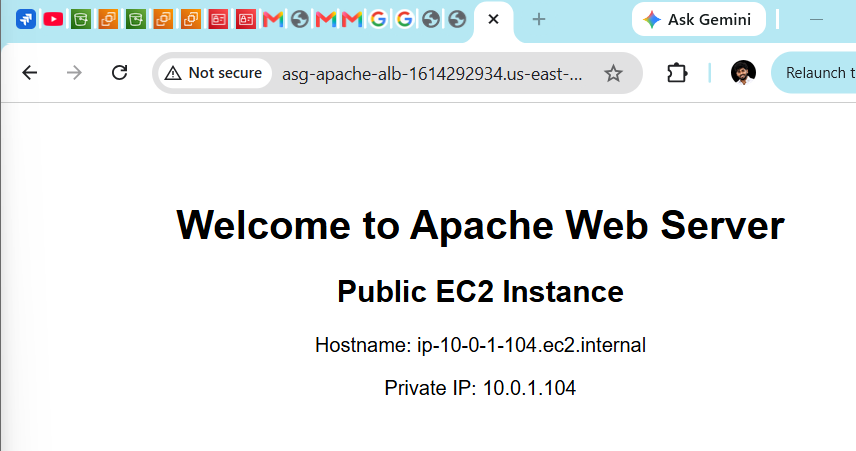 Ask Gemini
Not secure
asg-apache-alb-1614292934.us-east-...
Relaunch t
Welcome to Apache Web Server
Public EC2 Instance
Hostname: ip-10-0-1-104.ec2.internal
Private IP: 10.0.1.104